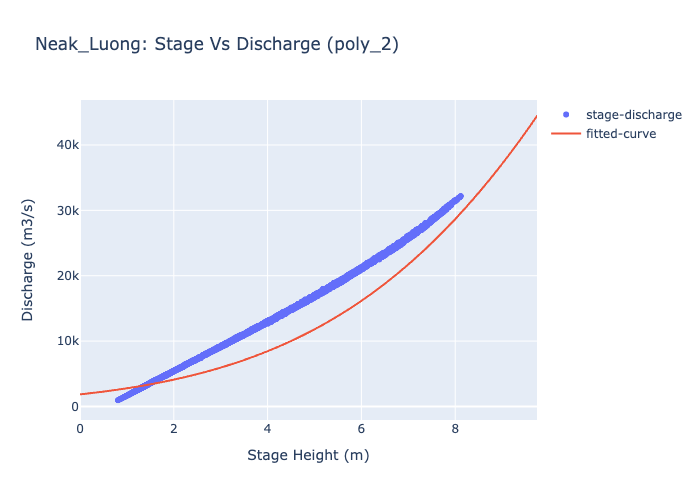 Neak_Luong: Stage Vs Discharge (poly_2)
stage-discharge
fitted-curve
40k
30k
20k
10k
0
0 2 4 6 8
Discharge (m3/s)
Stage Height (m)